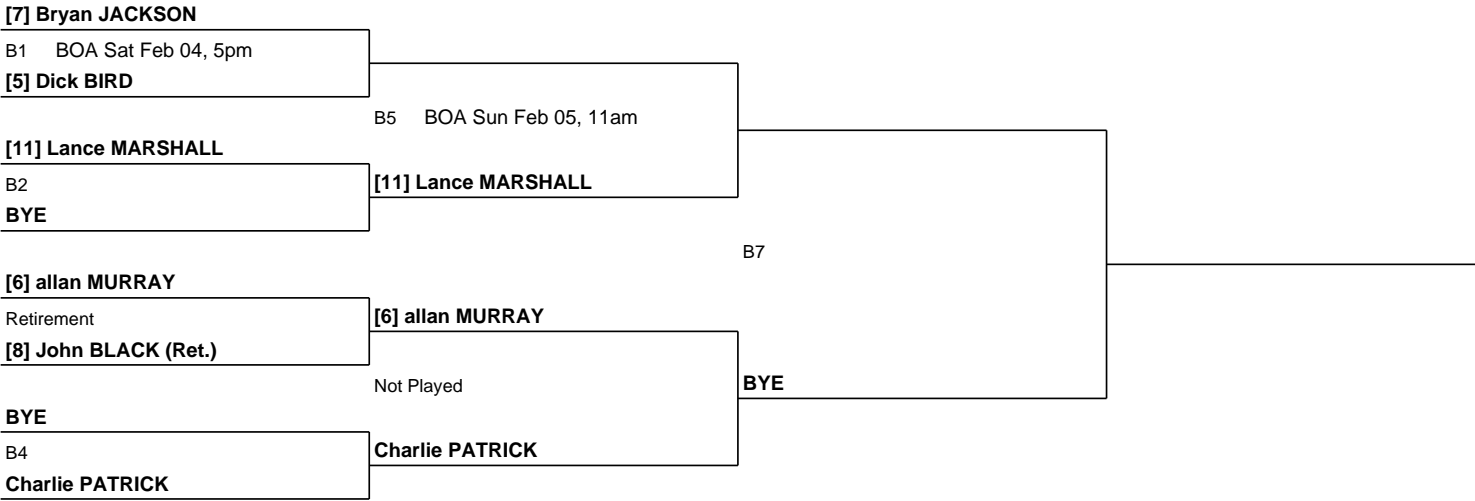 [7] Bryan JACKSON
B1 BOA Sat Feb 04, 5pm
[5] Dick BIRD
B5 BOA Sun Feb 05, 11am
[11] Lance MARSHALL
B2
[11] Lance MARSHALL
BYE
B7
[6] allan MURRAY
Retirement
[6] allan MURRAY
[8] John BLACK (Ret.)
Not Played
BYE
BYE
B4
Charlie PATRICK
Charlie PATRICK